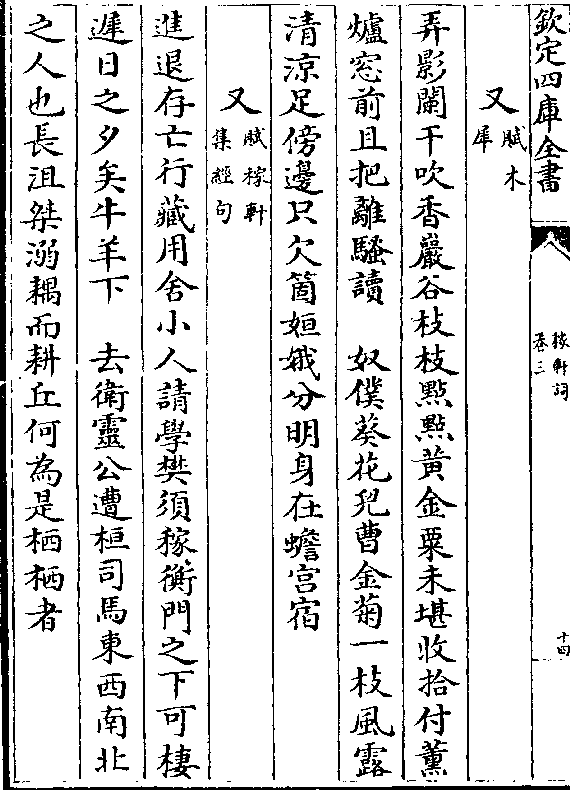 欽定四庫全書
稼軒詞
卷三
十四
又賦木犀
弄影闌干吹香巖谷枝枝點點黃金粟未堪收拾付薰
爐窓前且把離騷讀　奴僕葵花兒曹金菊一枝風露
清涼足傍邊只欠箇姮娥分明身在蟾宮宿
又賦稼軒集經句
進退存亡行藏用舍小人請學樊須稼衡門之下可棲
遲日之夕矣牛羊下　去衛靈公遭桓司馬東西南北
之人也長沮桀溺耦而耕丘何為是栖栖者